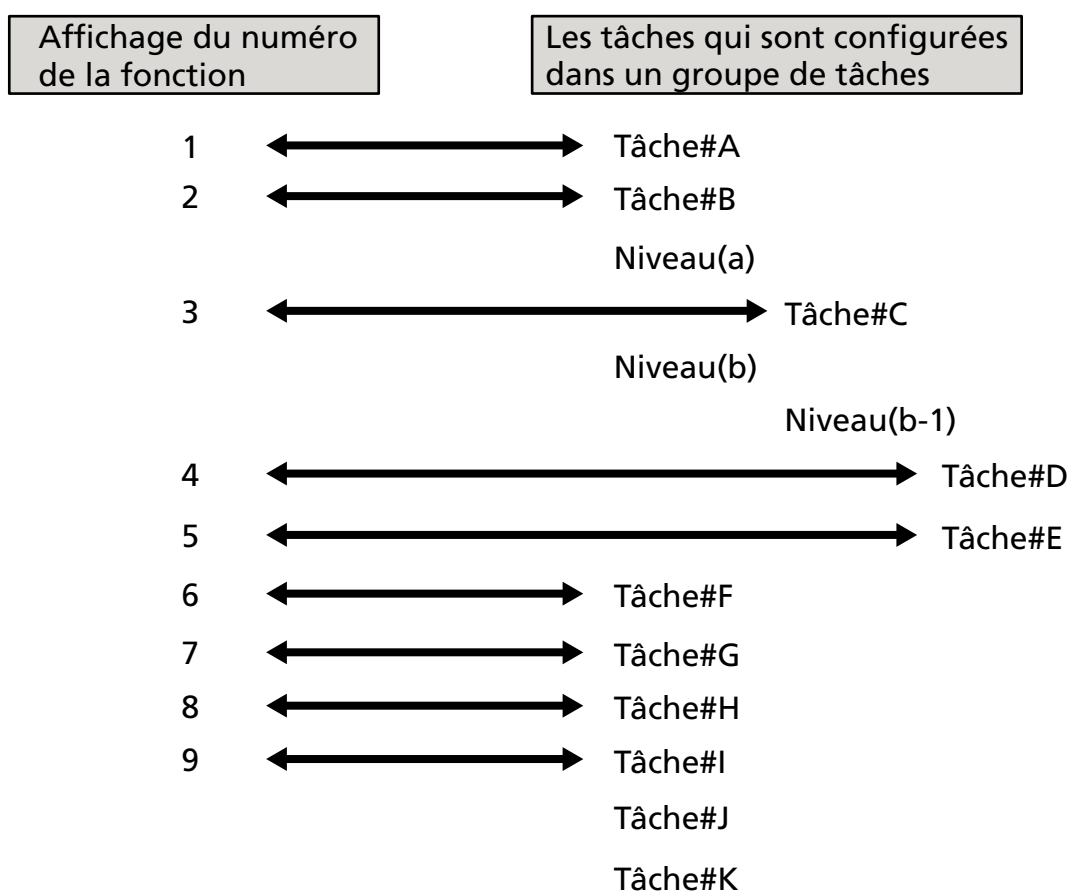 Affichage du numéro
de la fonction
Les tâches qui sont configurées
dans un groupe de tâches
1 Tâche#A
2 Tâche#B
Niveau(a)
3 Tâche#C
Niveau(b)
Niveau(b-1)
4 Tâche#D
5 Tâche#E
6 Tâche#F
7 Tâche#G
8 Tâche#H
9 Tâche#I
Tâche#J
Tâche#K